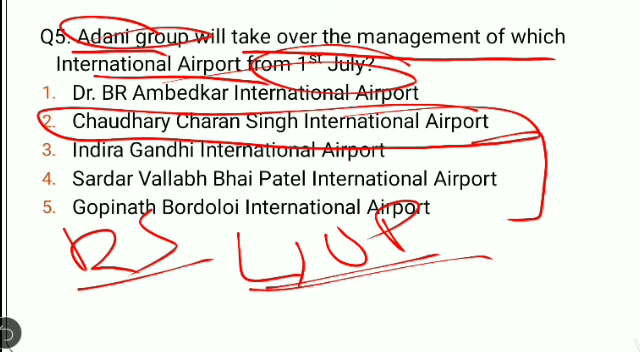 Q5. Adani group will take over the management of which
International Airport from 1st July?
1. Dr. BR Ambedkar International Airport
2. Chaudhary Charan Singh International Airport
3. Indira Gandhi International Airport
4. Sardar Vallabh Bhai Patel International Airport
5. Gopinath Bordoloi International Airport